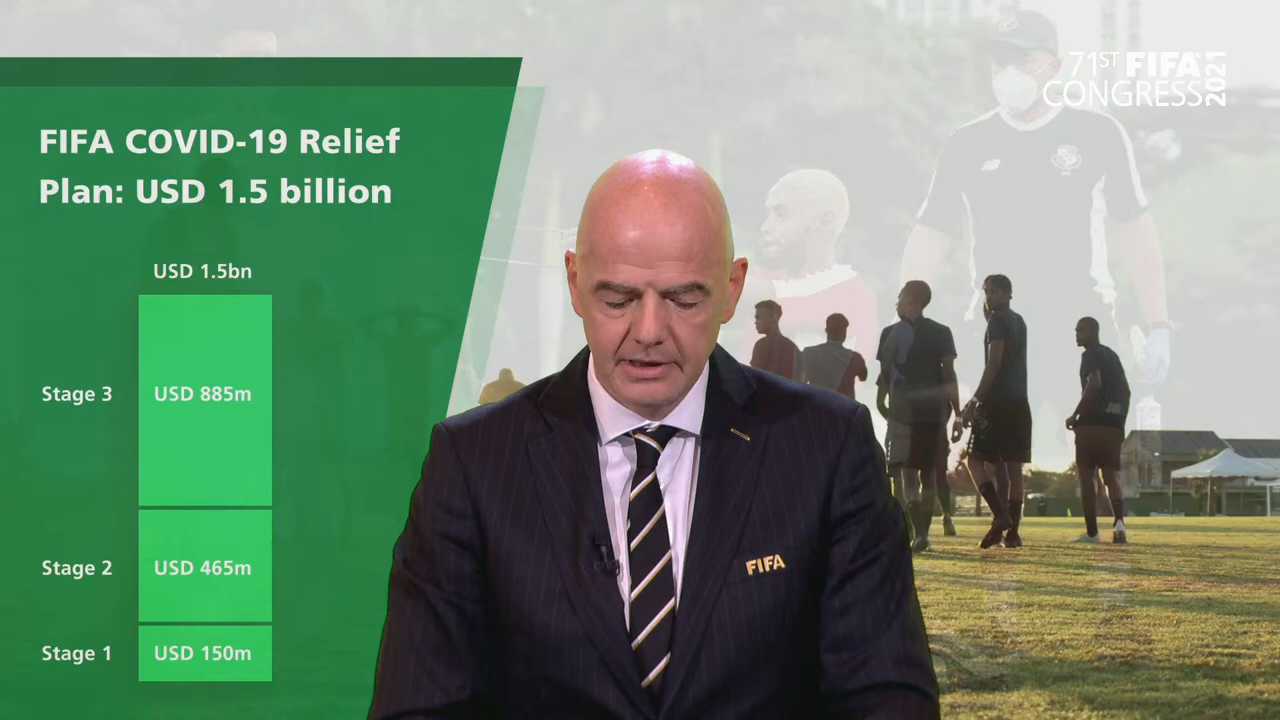 71ST FIFA
CONGRESS 2021
FIFA COVID-19 Relief
Plan: USD 1.5 billion
USD 1.5bn
Stage 3 USD 885m
Stage 2 USD 465m
Stage 1 USD 150m
FIFA